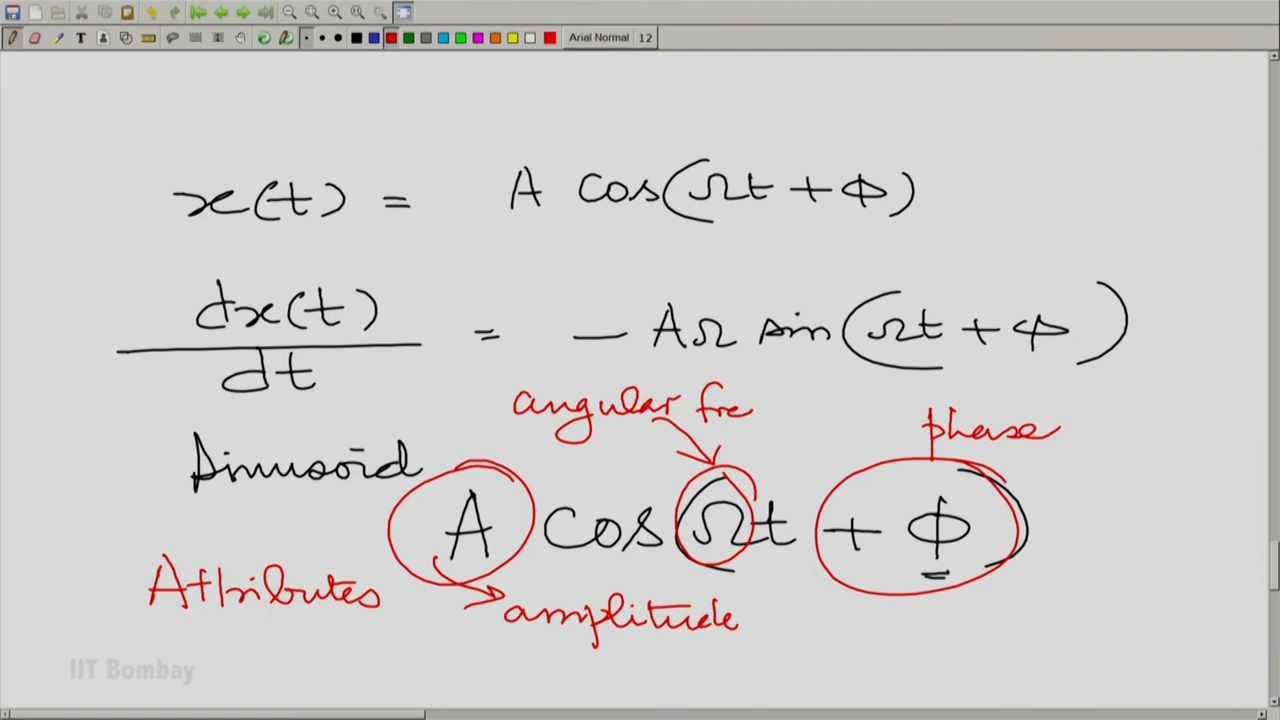 Arial Normal 12
x(t) = A cos(Ωt + Φ)
dx(t)
dt
= − AΩ sin(Ωt + Φ)
angular fre
phase
Sinusoid
A cos(Ωt + Φ)
Attributes
amplitude
IIT Bombay